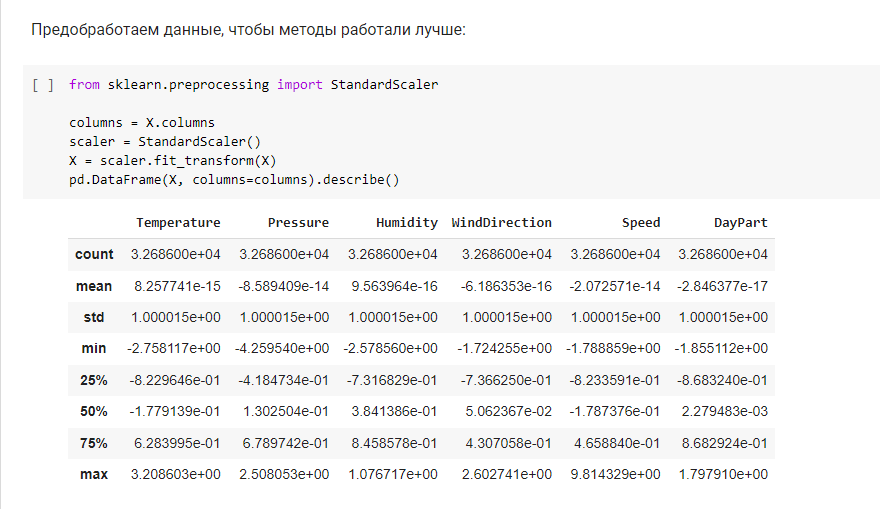 Предобработаем данные, чтобы методы работали лучше:
[ ] from sklearn.preprocessing import StandardScaler
columns = X.columns
scaler = StandardScaler()
X = scaler.fit_transform(X)
pd.DataFrame(X, columns=columns).describe()
Temperature Pressure Humidity WindDirection Speed DayPart
count 3.268600e+04 3.268600e+04 3.268600e+04 3.268600e+04 3.268600e+04 3.268600e+04
mean 8.257741e-15 -8.589409e-14 9.563964e-16 -6.186353e-16 -2.072571e-14 -2.846377e-17
std 1.000015e+00 1.000015e+00 1.000015e+00 1.000015e+00 1.000015e+00 1.000015e+00
min -2.758117e+00 -4.259540e+00 -2.578560e+00 -1.724255e+00 -1.788859e+00 -1.855112e+00
25% -8.229646e-01 -4.184734e-01 -7.316829e-01 -7.366250e-01 -8.233591e-01 -8.683240e-01
50% -1.779139e-01 1.302504e-01 3.841386e-01 5.062367e-02 -1.787376e-01 2.279483e-03
75% 6.283995e-01 6.789742e-01 8.458578e-01 4.307058e-01 4.658840e-01 8.682924e-01
max 3.208603e+00 2.508053e+00 1.076717e+00 2.602741e+00 9.814329e+00 1.797910e+00